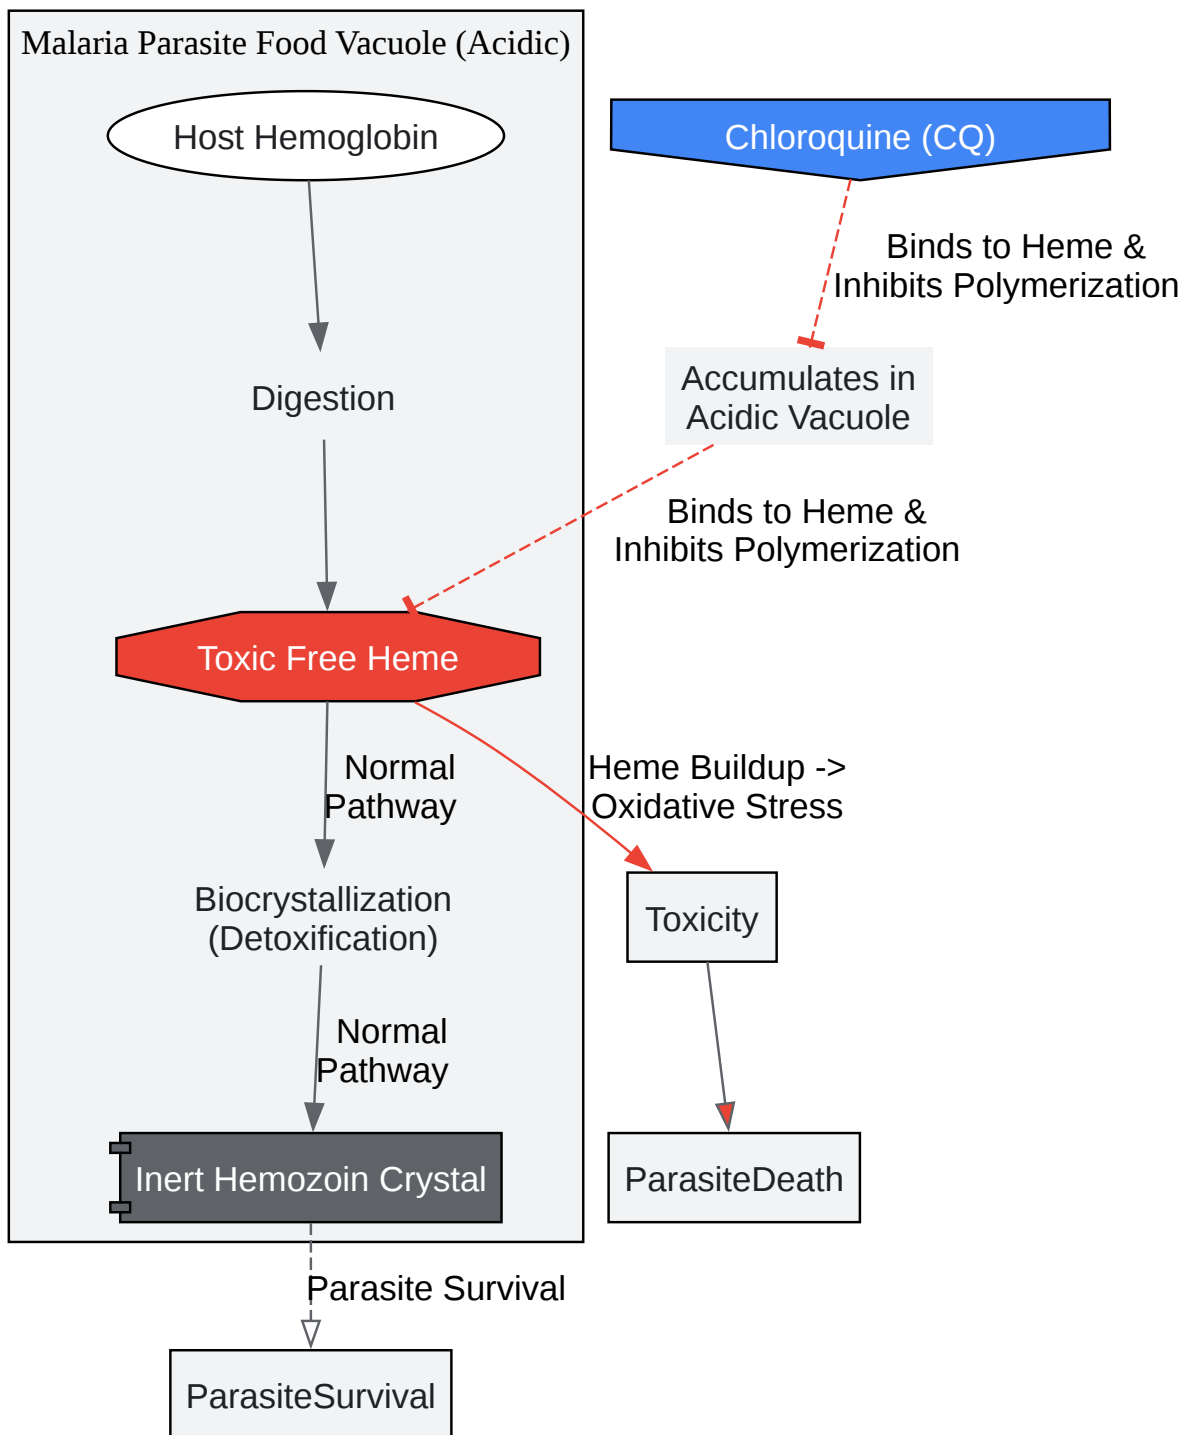 Malaria Parasite Food Vacuole (Acidic)
Host Hemoglobin
Chloroquine (CQ)
Binds to Heme &
Inhibits Polymerization
Digestion
Accumulates in
Acidic Vacuole
Binds to Heme &
Inhibits Polymerization
Toxic Free Heme
Normal
Pathway
Heme Buildup ->
Oxidative Stress
Biocrystallization
(Detoxification)
Toxicity
Normal
Pathway
Inert Hemozoin Crystal
ParasiteDeath
Parasite Survival
ParasiteSurvival